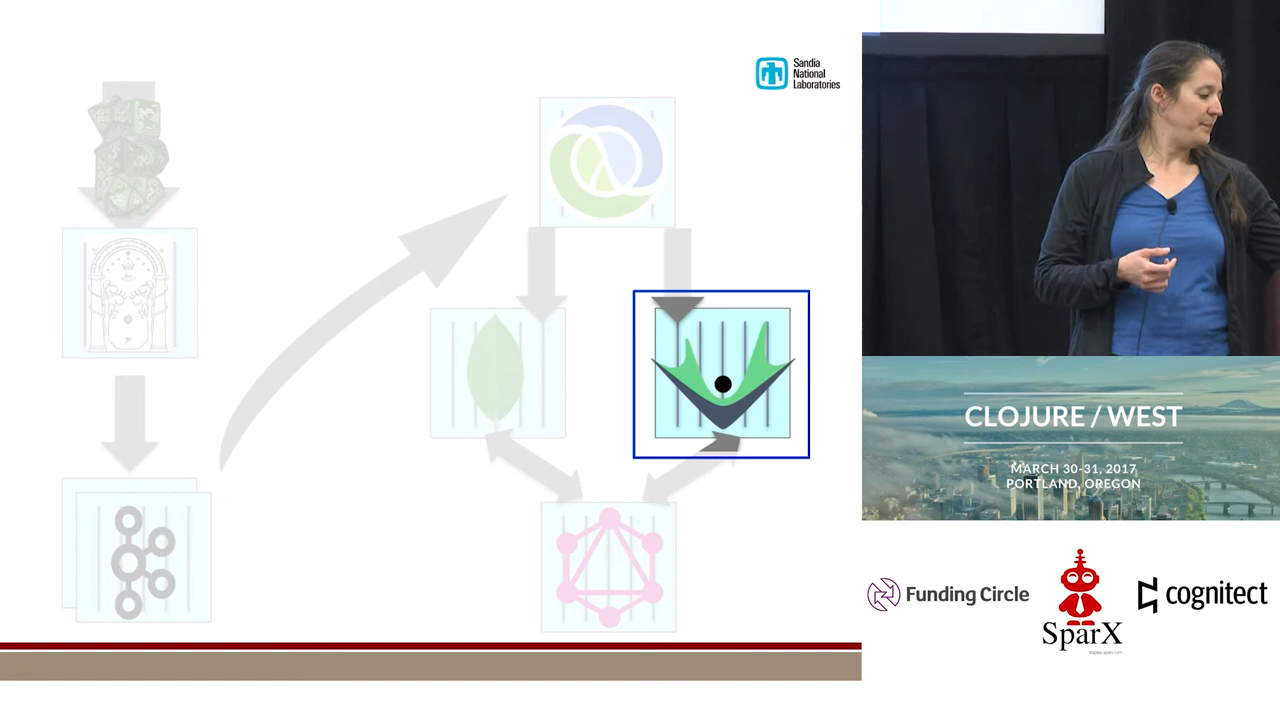 Sandia
National
Laboratories
CLOJURE / WEST
MARCH 30-31, 2017
PORTLAND, OREGON
Funding Circle
SparX
cognitect